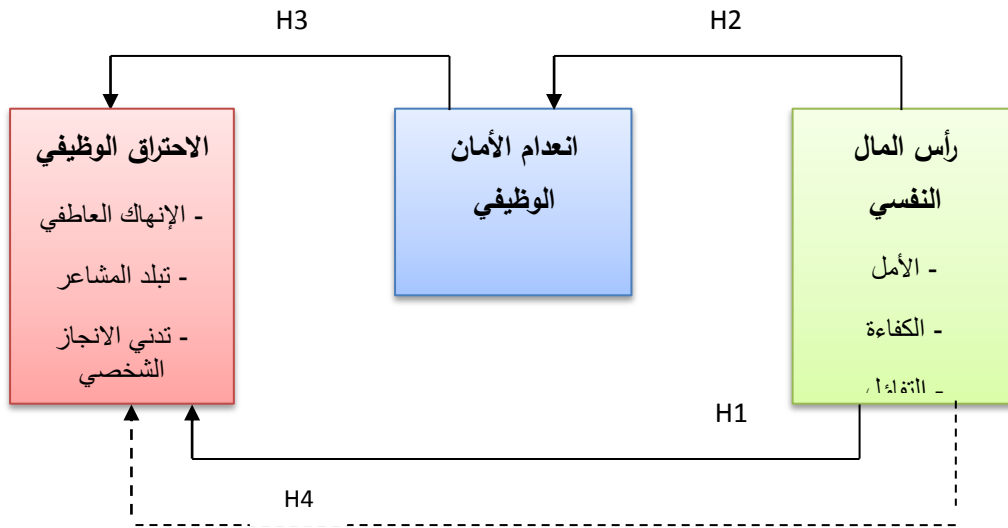 H3
H2
رأس المال
النفسي
- الأمل
- الكفاءة
- التفاؤل
انعدام الأمان
الوظيفي
الاحتراق الوظيفي
- الإنهاك العاطفي
- تبلد المشاعر
- تدني الانجاز
الشخصي
H1
H4